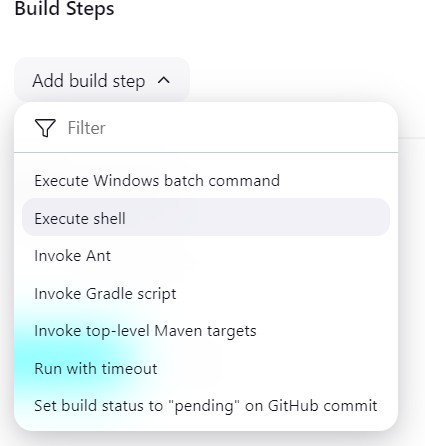 Build Steps
Add build step
Filter
Execute Windows batch command
Execute shell
Invoke Ant
Invoke Gradle script
Invoke top-level Maven targets
Run with timeout
Set build status to "pending" on GitHub commit